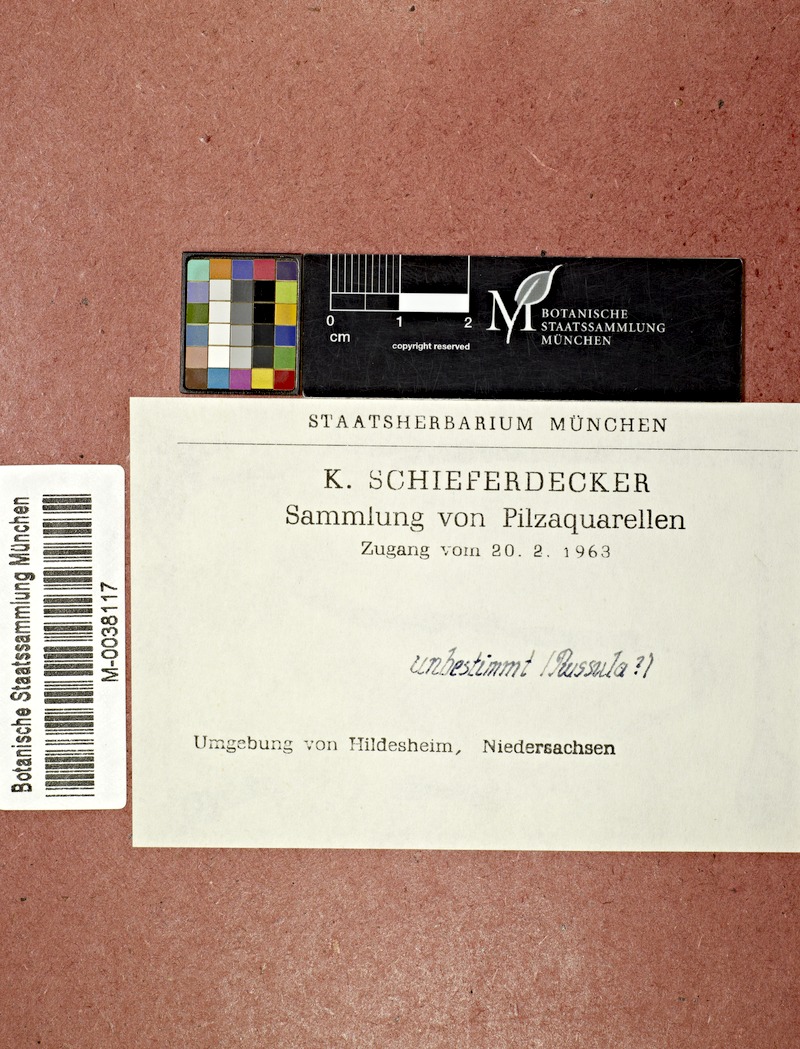 0 1 2
cm
copyright reserved
M BOTANISCHE
STAATSSAMMLUNG
MÜNCHEN
STAATSHERBARIUM MÜNCHEN
K. SCHIEFERDECKER
Sammlung von Pilzaquarellen
Zugang vom 20. 2. 1963
unbestimmt (Russula?)
Umgebung von Hildesheim, Niedersachsen
Botanische Staatssammlung München
M-0038117